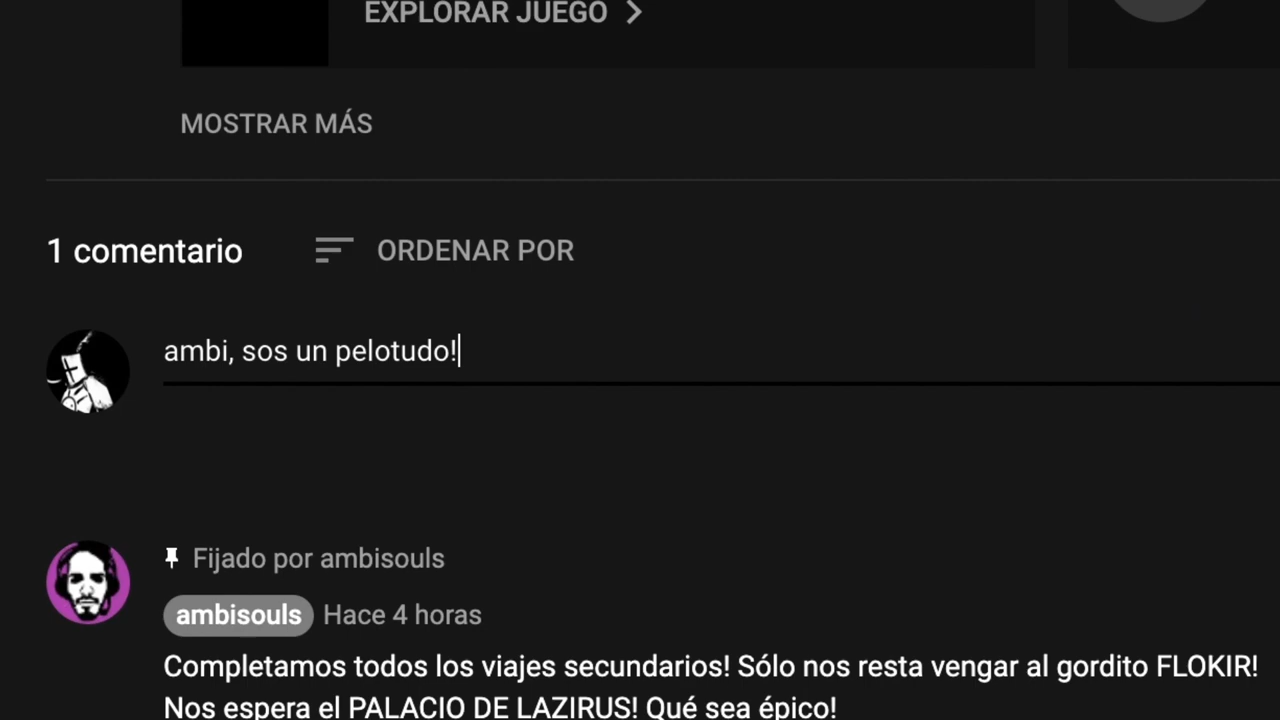 EXPLORAR JUEGO
MOSTRAR MÁS
1 comentario ORDENAR POR
ambi, sos un pelotudo!
Fijado por ambisouls
ambisouls Hace 4 horas
Completamos todos los viajes secundarios! Sólo nos resta vengar al gordito FLOKIR!
Nos espera el PALACIO DE LAZIRUS! Qué sea épico!